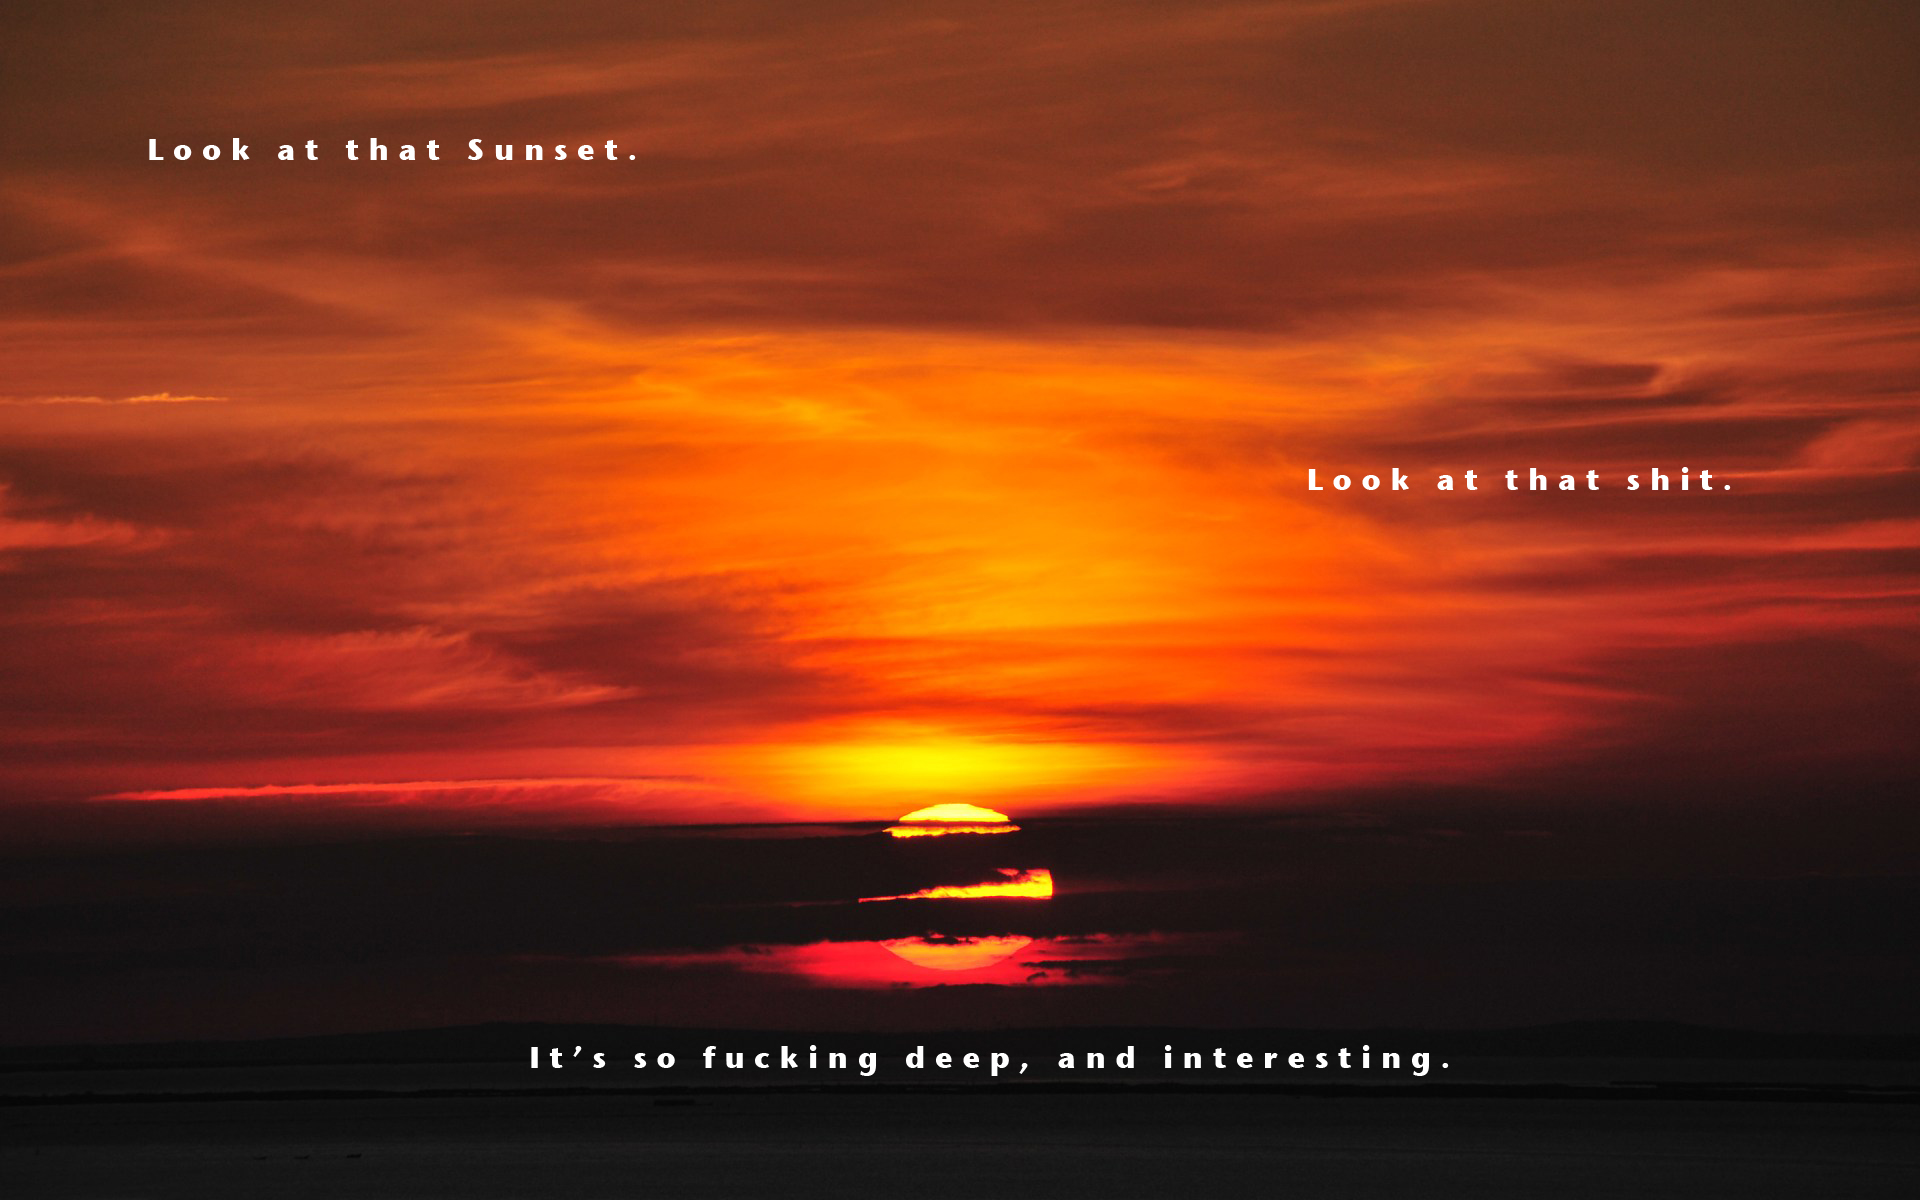 Look at that Sunset.
Look at that shit.
It's so fucking deep, and interesting.